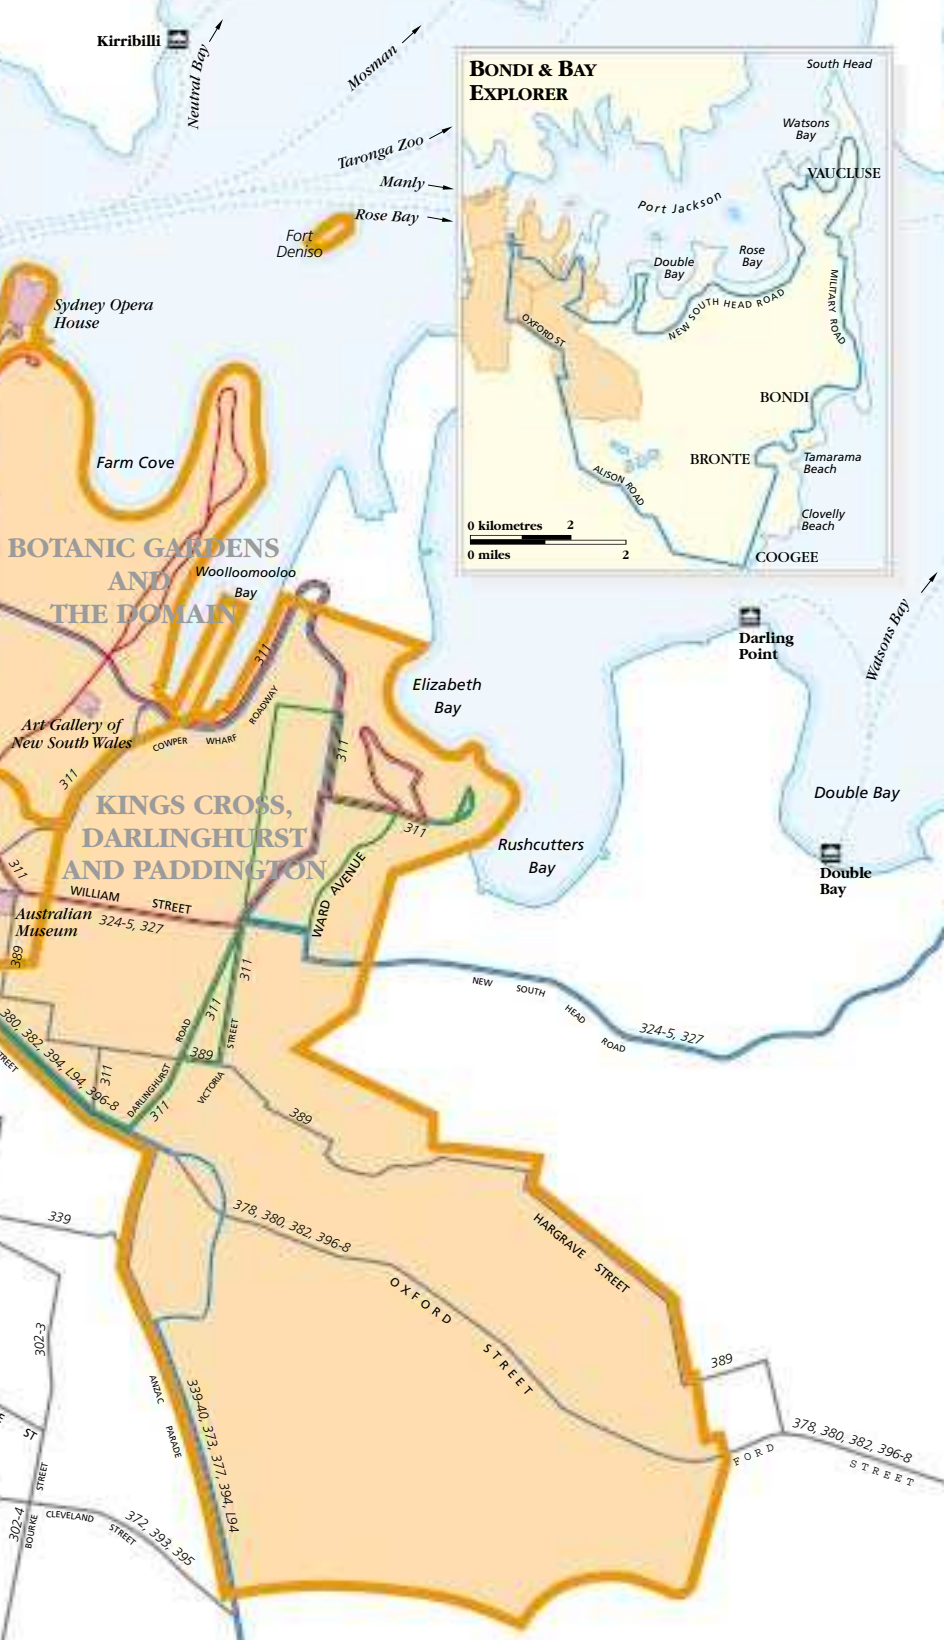 Kirribilli
Neutral Bay
Mosman
Taronga Zoo
Manly
Rose Bay
Fort
Deniso
Sydney Opera
House
Farm Cove
BONDI & BAY
EXPLORER
South Head
Watsons
Bay
VAUCLUSE
Port Jackson
Rose
Bay
Double
Bay
NEW SOUTH HEAD ROAD
MILITARY ROAD
OXFORD ST
BONDI
BRONTE
Tamarama
Beach
ALISON ROAD
Clovelly
Beach
0 kilometres 2
0 miles 2
COOGEE
BOTANIC GARDENS
AND
THE DOMAIN
Woolloomooloo
Bay
311
Darling
Point
Watsons Bay
Elizabeth
Bay
Art Gallery of
New South Wales
COWPER WHARF ROADWAY
311
311
KINGS CROSS,
DARLINGHURST
AND PADDINGTON
311
Double Bay
Rushcutters
Bay
Double
Bay
311
WILLIAM STREET
324-5, 327
WARD AVENUE
Australian
Museum
389
311
311
NEW SOUTH HEAD ROAD
324-5, 327
380, 382, 394, L94, 396-8
REET
311
DARLINGHURST ROAD
311
389
VICTORIA STREET
389
339
378, 380, 382, 396-8
HARGRAVE STREET
OXFORD STREET
302-3
ANZAC PARADE
339-40, 373, 377, 394, L94
389
378, 380, 382, 396-8
FORD STREET
ST
302-4
BOURKE STREET
CLEVELAND STREET
372, 393, 395